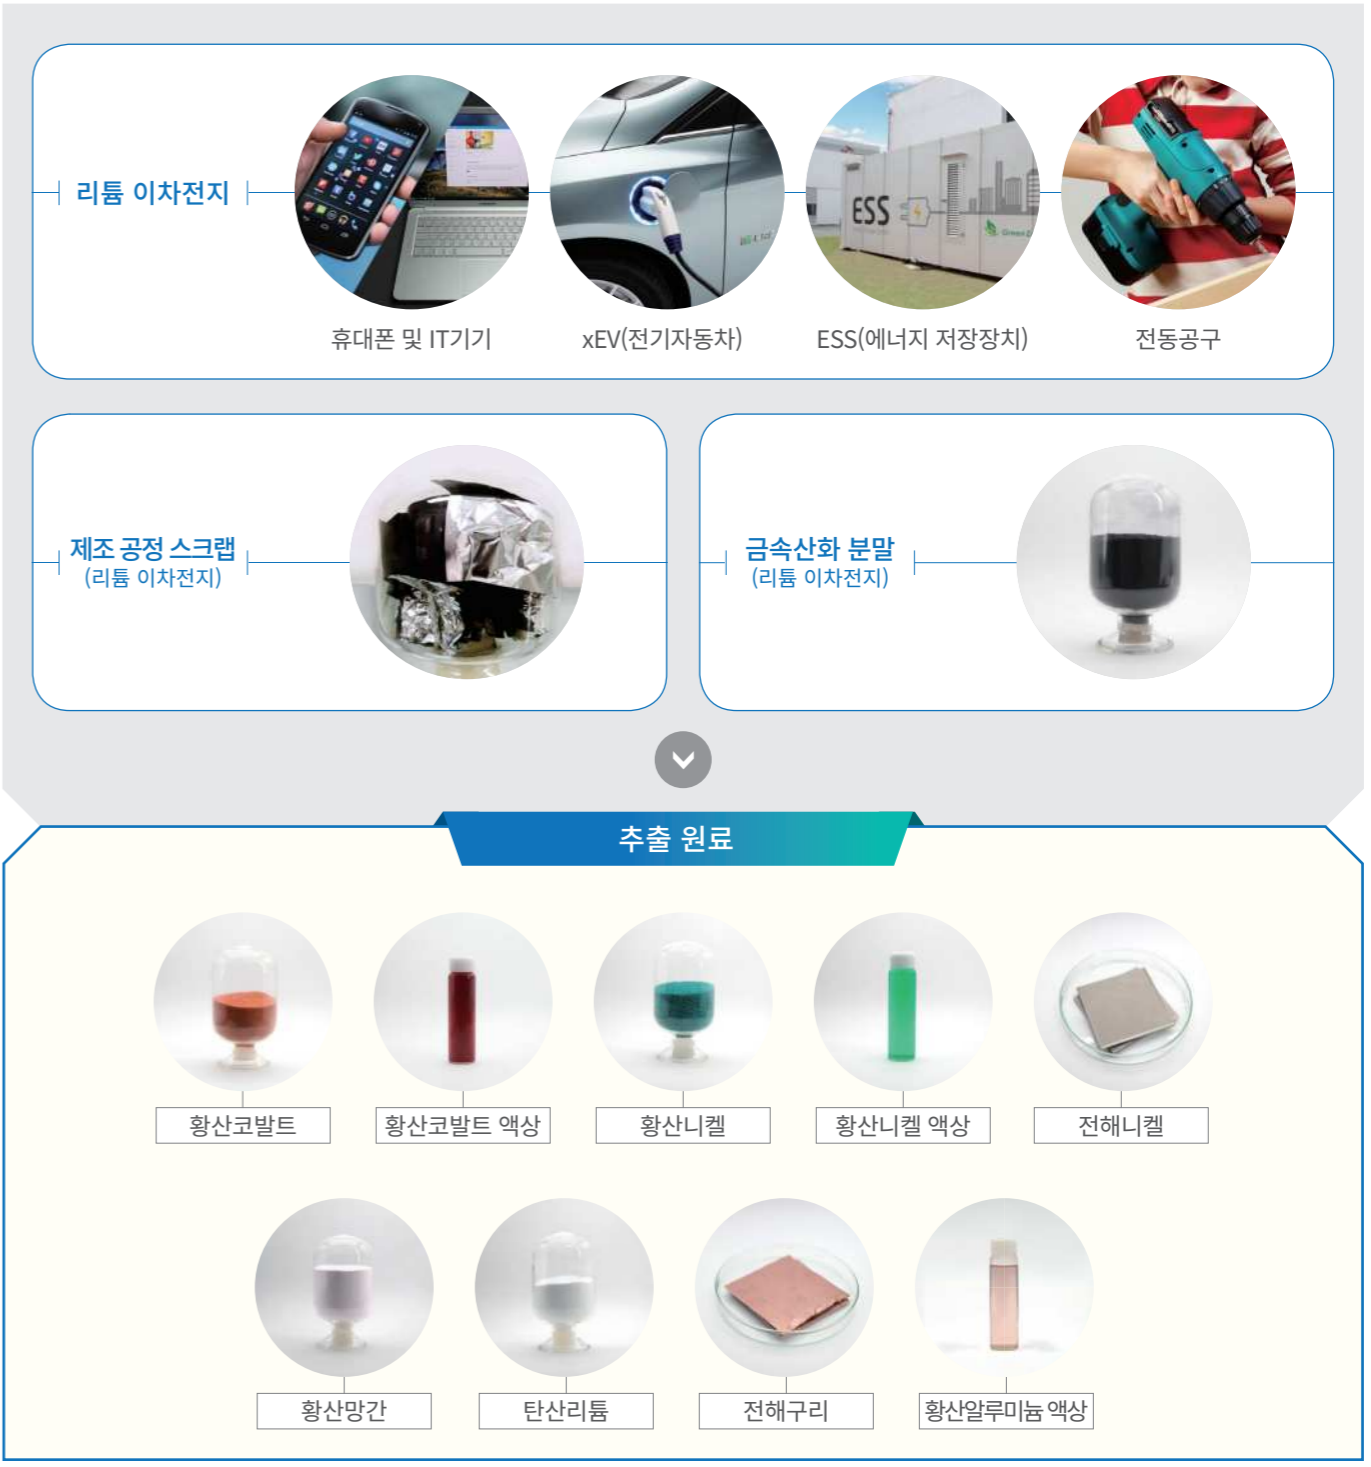 리튬 이차전지
ESS
Green
휴대폰 및 IT기기
xEV(전기자동차)
ESS(에너지 저장장치)
전동공구
제조 공정 스크랩
(리튬 이차전지)
금속산화 분말
(리튬 이차전지)
추출 원료
황산코발트
황산코발트 액상
황산니켈
황산니켈 액상
전해니켈
황산망간
탄산리튬
전해구리
황산알루미늄 액상